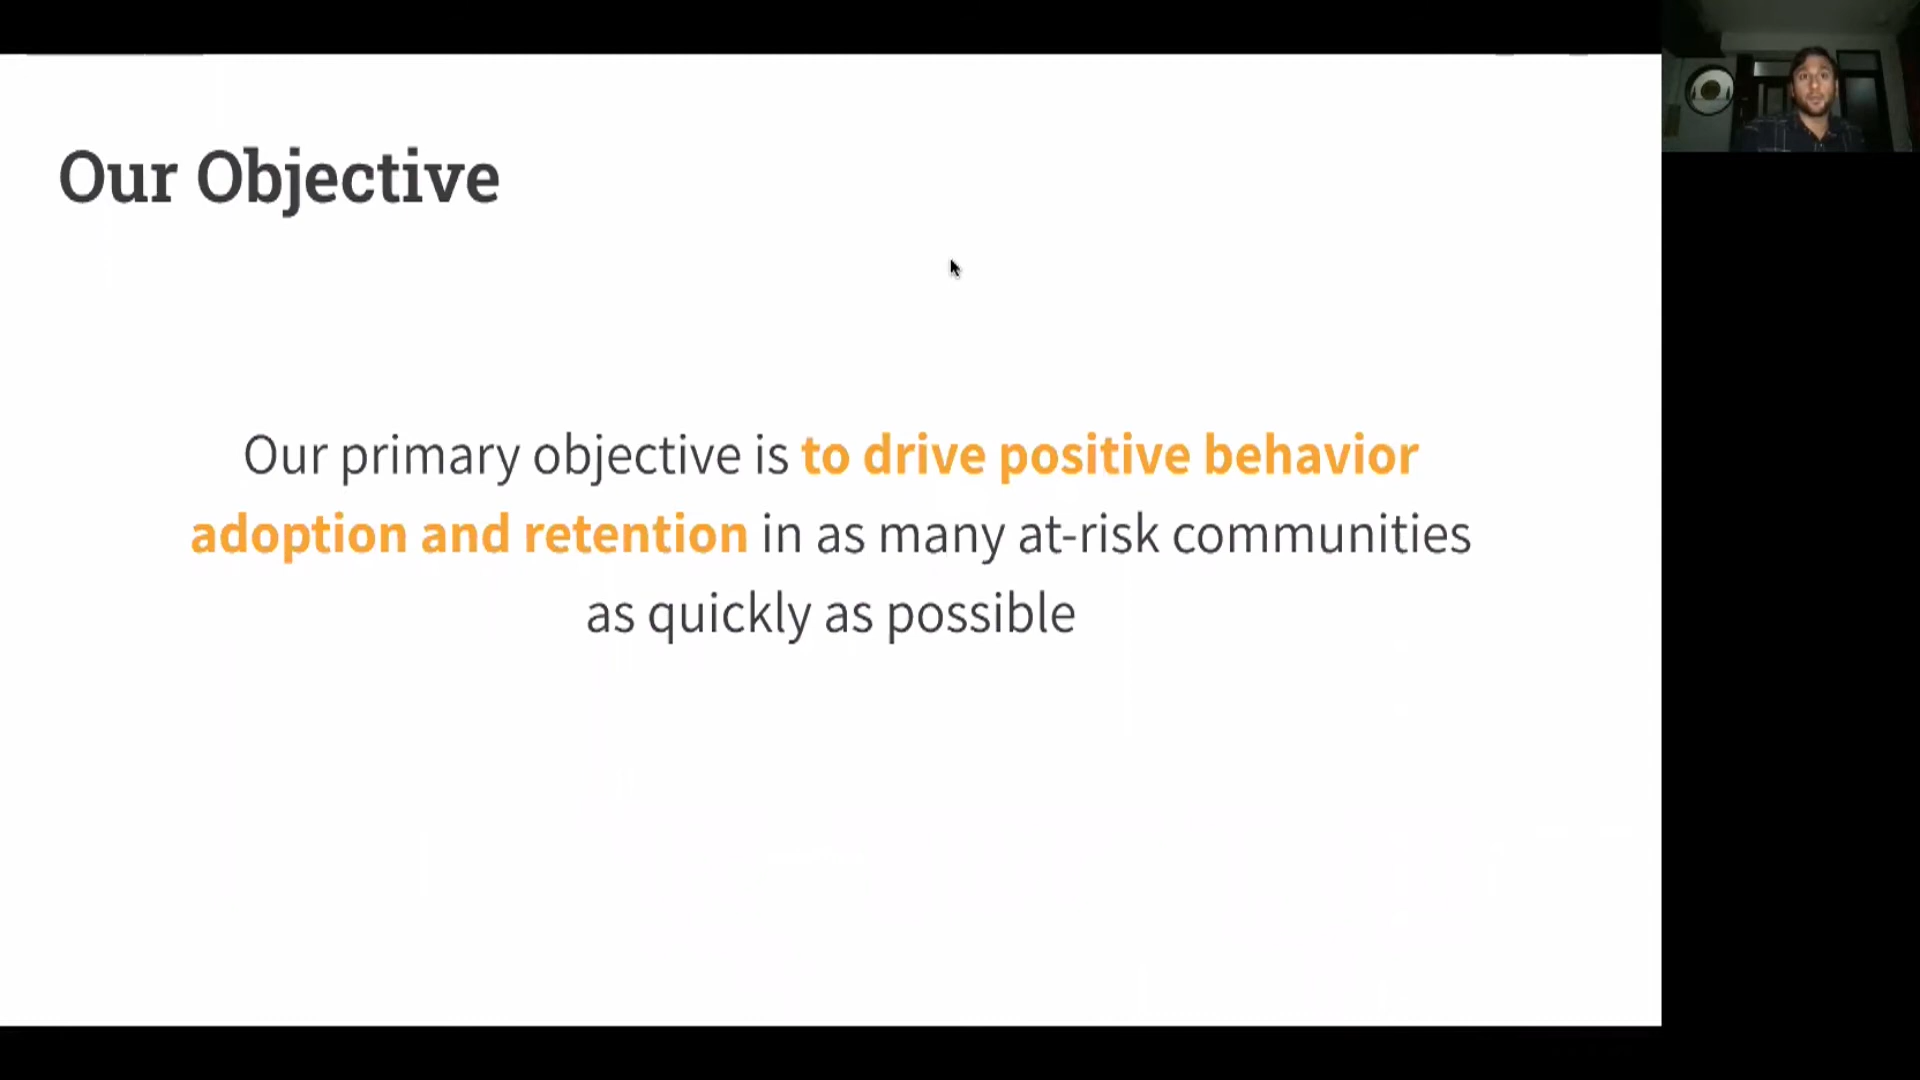 Our Objective
Our primary objective is to drive positive behavior
adoption and retention in as many at-risk communities
as quickly as possible